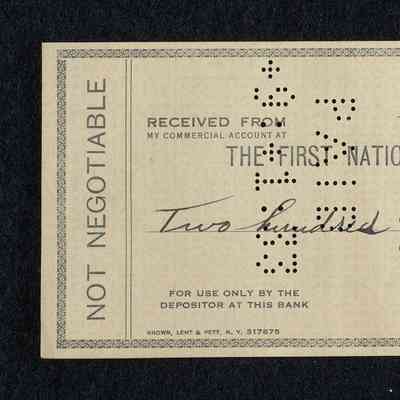 NOT NEGOTIABLE
RECEIVED FROM
MY COMMERCIAL ACCOUNT AT
THE FIRST NATIO
Two hundred
FOR USE ONLY BY THE
DEPOSITOR AT THIS BANK
BROWN, LENT & PETT, N. Y. 317675